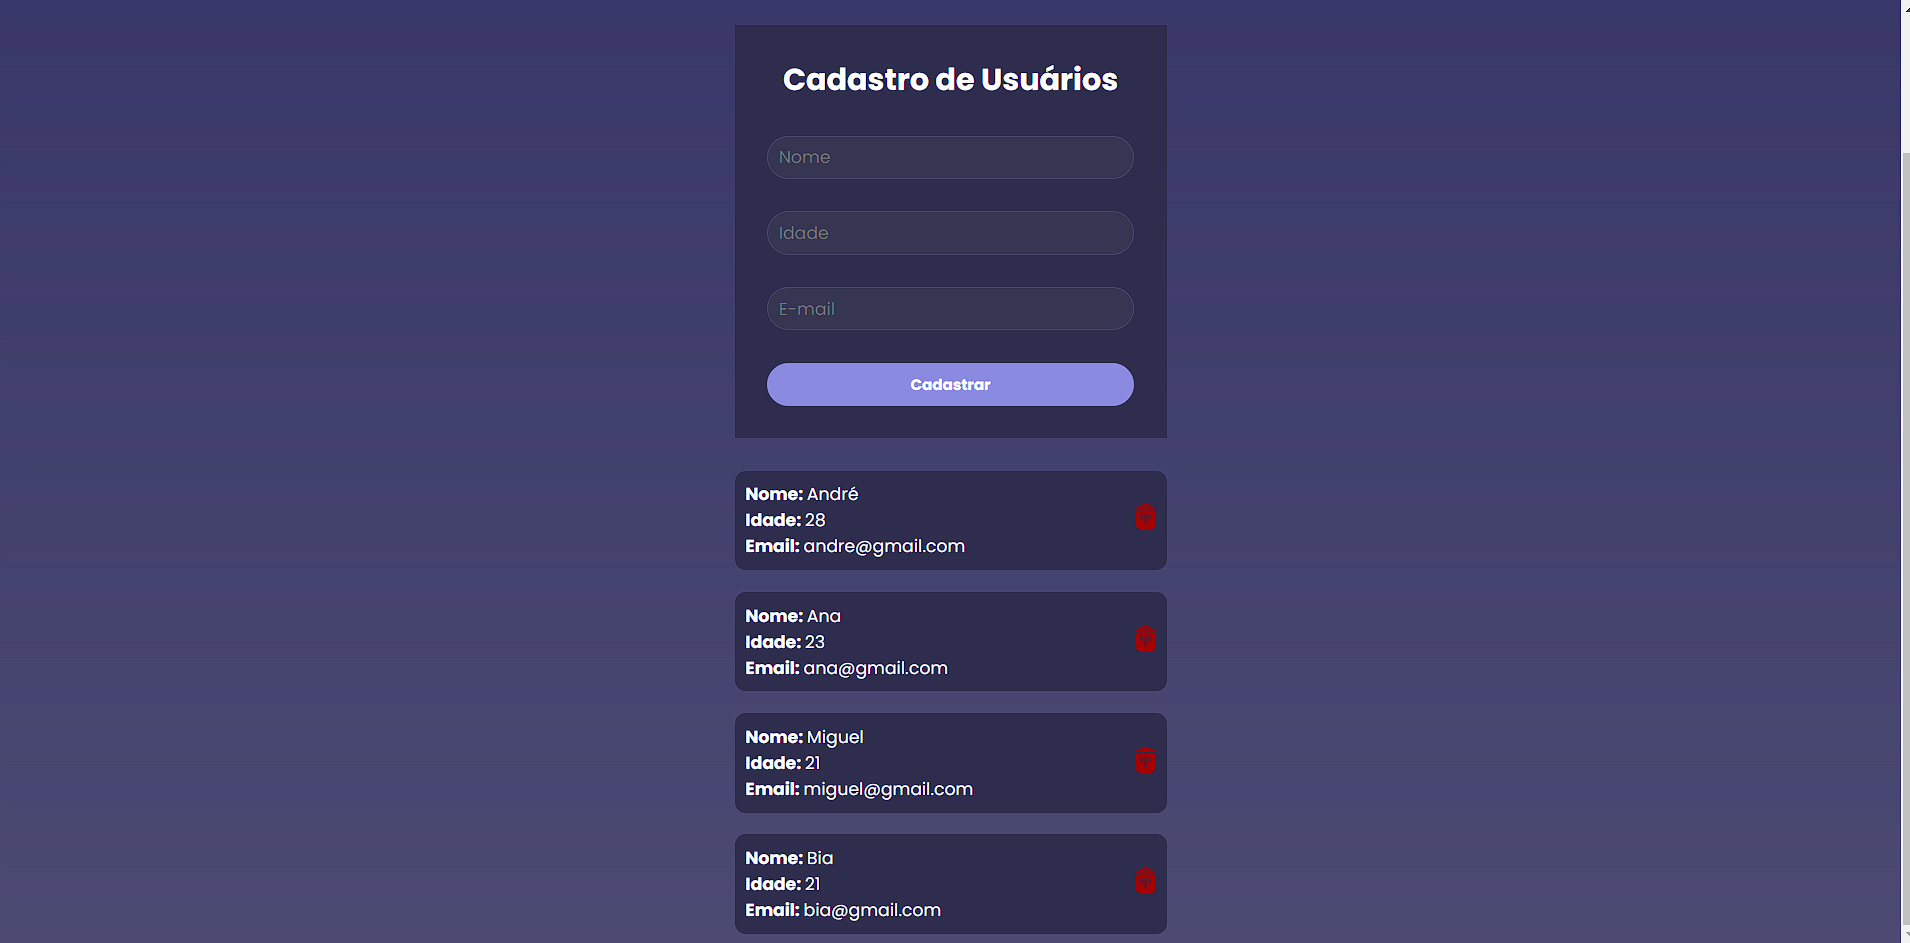 Cadastro de Usuários
Nome
Idade
E-mail
Cadastrar
Nome: André
Idade: 28
Email: andre@gmail.com
Nome: Ana
Idade: 23
Email: ana@gmail.com
Nome: Miguel
Idade: 21
Email: miguel@gmail.com
Nome: Bia
Idade: 21
Email: bia@gmail.com